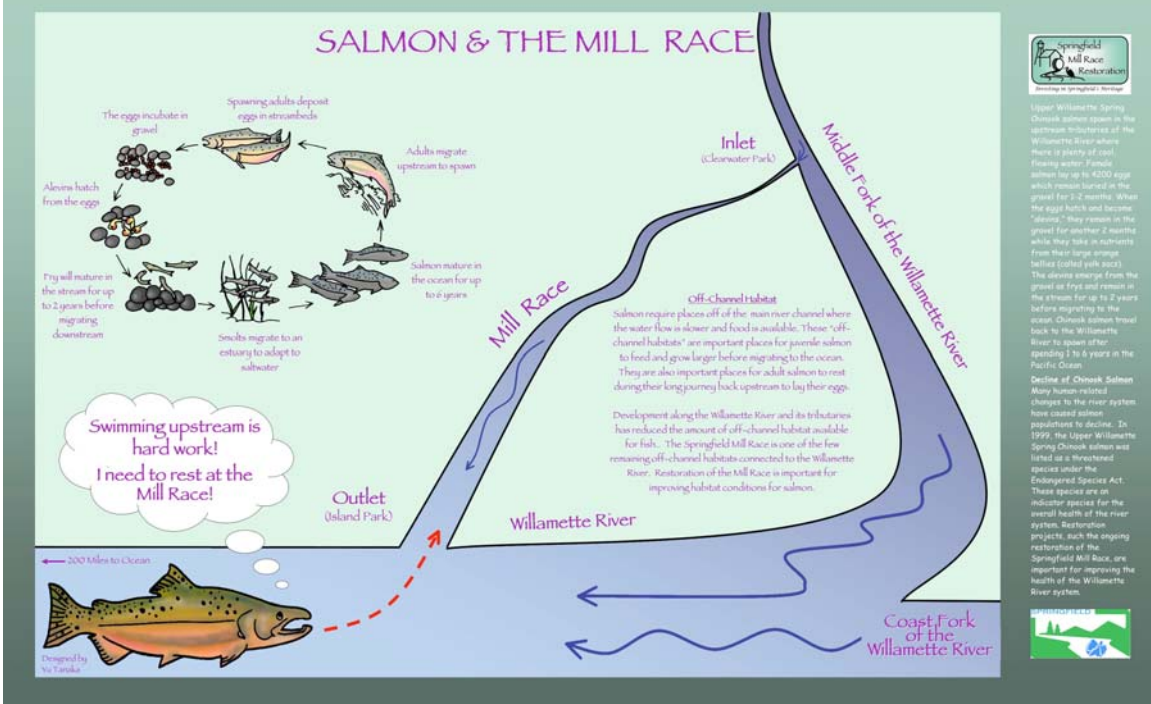 SALMON & THE MILL RACE
Spawning adults deposit
eggs in streambeds
The eggs incubate in
gravel
Adults migrate
upstream to spawn
Alevins hatch
from the eggs
Fry will mature in
the stream for up
to 2 years before
migrating
downstream
Smolts migrate to an
estuary to adapt to
saltwater
Salmon mature in
the ocean for up
to 6 years
Inlet
(Clearwater Park)
Middle Fork of the Willamette River
Mill Race
Off-Channel Habitat
Salmon require places off of the main river channel where
the water flow is slower and food is available. These "off-
channel habitats" are important places for juvenile salmon
to feed and grow larger before migrating to the ocean.
They are also important places for adult salmon to rest
during their long journey back upstream to lay their eggs.
Development along the Willamette River and its tributaries
has reduced the amount of off-channel habitat available
for fish.. The Springfield Mill Race is one of the few
remaining off-channel habitats connected to the Willamette
River. Restoration of the Mill Race is important for
improving habitat conditions for salmon.
Swimming upstream is
hard work!
I need to rest at the
Mill Race!
Outlet
(Island Park)
Willamette River
200 Miles to Ocean
Coast Fork
of the
Willamette River
Designed by
Yu Tanaka
Springfield
Mill Race
Restoration
Investing in Springfield's Heritage
Upper Willamette Spring
Chinook salmon spawn in the
upstream tributaries of the
Willamette River where
there is plenty of cool,
flowing water. Female
salmon lay up to 4200 eggs
which remain buried in the
gravel for 1-2 months. When
the eggs hatch and become
"alevins," they remain in the
gravel for another 2 months
while they take in nutrients
from their large orange
bellies (called yolk sacs).
The alevins emerge from the
gravel as frys and remain in
the stream for up to 2 years
before migrating to the
ocean. Chinook salmon travel
back to the Willamette
River to spawn after
spending 1 to 6 years in the
Pacific Ocean.
Decline of Chinook Salmon
Many human-related
changes to the river system
have caused salmon
populations to decline. In
1999, the Upper Willamette
Spring Chinook salmon was
listed as a threatened
species under the
Endangered Species Act.
These species are an
indicator species for the
overall health of the river
system. Restoration
projects, such the ongoing
restoration of the
Springfield Mill Race, are
important for improving the
health of the Willamette
River system.
SPRINGFIELD